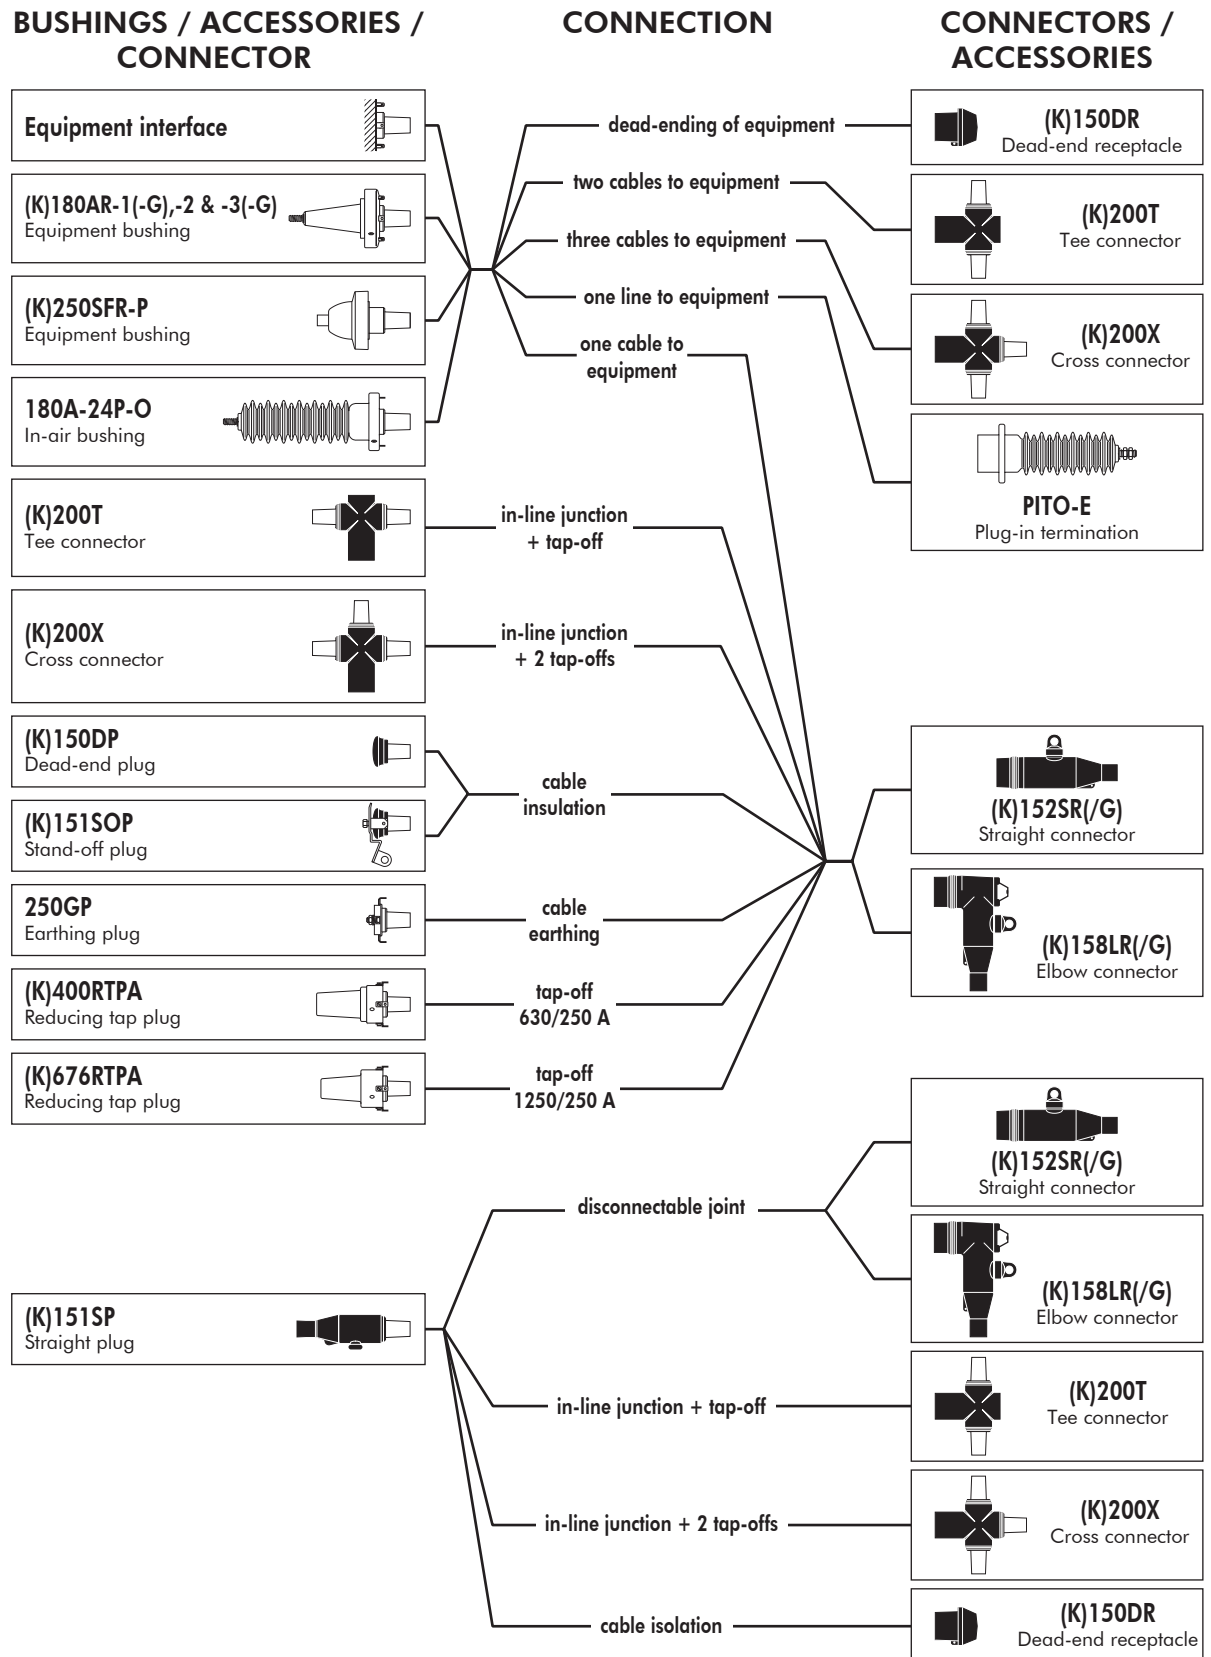 BUSHINGS / ACCESSORIES /
CONNECTOR
CONNECTION
CONNECTORS /
ACCESSORIES
Equipment interface
(K)180AR-1(-G),-2 & -3(-G)
Equipment bushing
(K)250SFR-P
Equipment bushing
180A-24P-O
In-air bushing
(K)200T
Tee connector
(K)200X
Cross connector
(K)150DP
Dead-end plug
(K)151SOP
Stand-off plug
250GP
Earthing plug
(K)400RTPA
Reducing tap plug
(K)676RTPA
Reducing tap plug
(K)151SP
Straight plug
dead-ending of equipment
two cables to equipment
three cables to equipment
one line to equipment
one cable to
equipment
in-line junction
+ tap-off
in-line junction
+ 2 tap-offs
cable
insulation
cable
earthing
tap-off
630/250 A
tap-off
1250/250 A
disconnectable joint
in-line junction + tap-off
in-line junction + 2 tap-offs
cable isolation
(K)150DR
Dead-end receptacle
(K)200T
Tee connector
(K)200X
Cross connector
PITO-E
Plug-in termination
(K)152SR(/G)
Straight connector
(K)158LR(/G)
Elbow connector
(K)152SR(/G)
Straight connector
(K)158LR(/G)
Elbow connector
(K)200T
Tee connector
(K)200X
Cross connector
(K)150DR
Dead-end receptacle